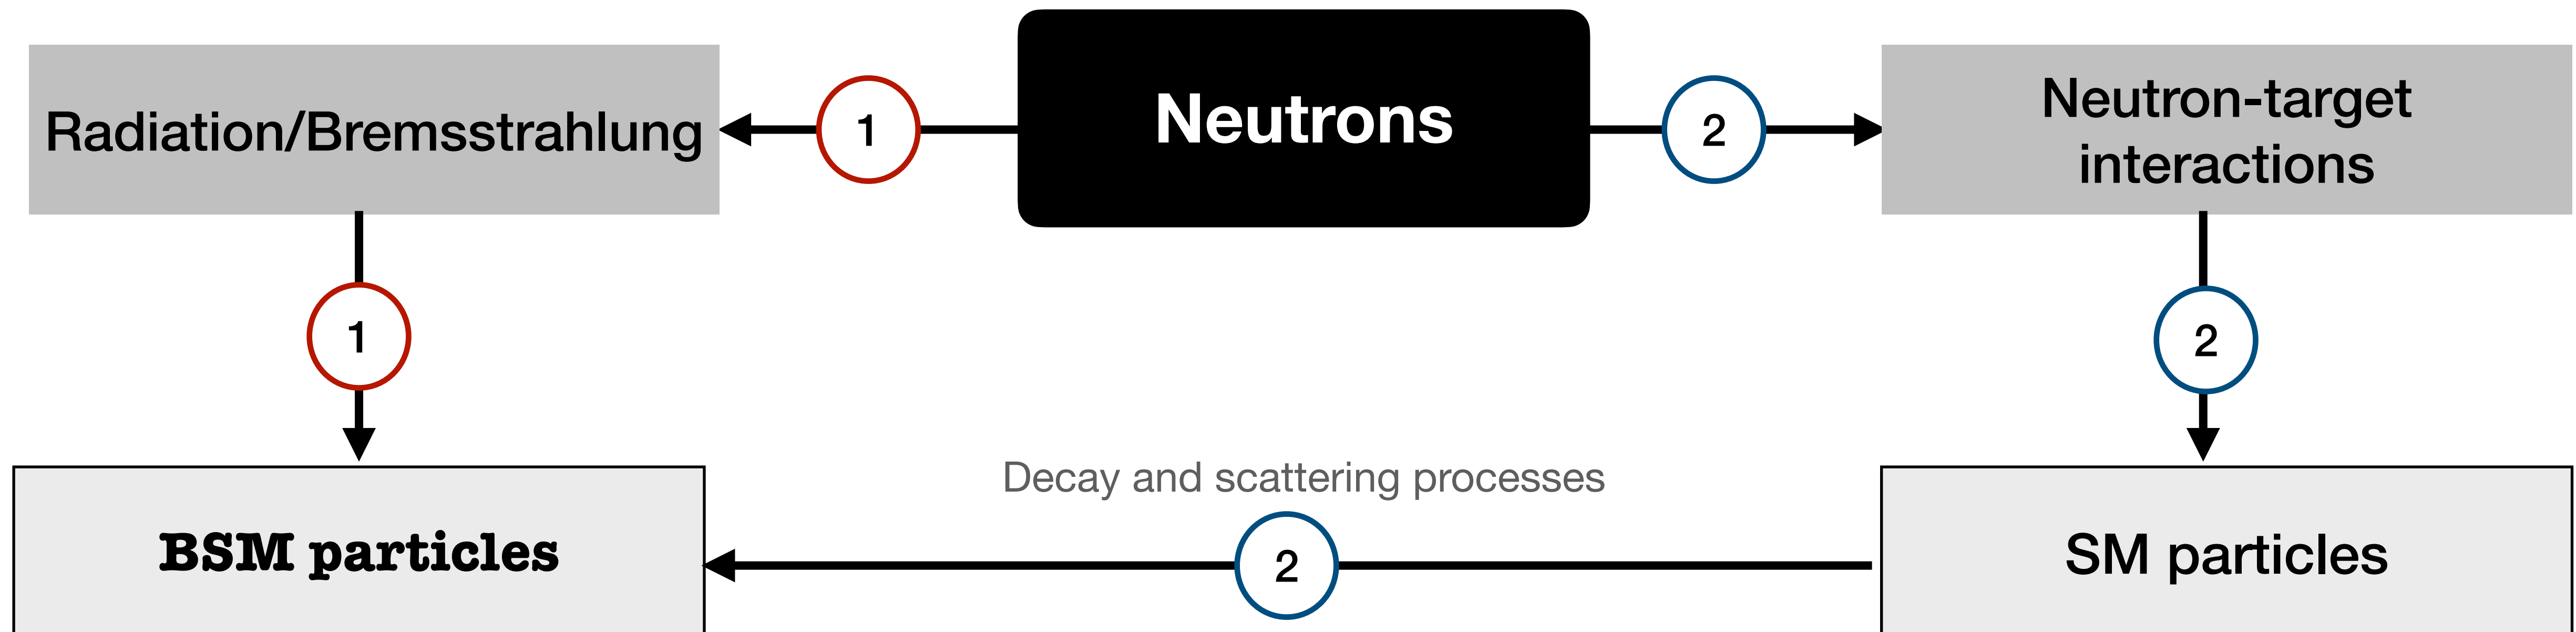 Radiation/Bremsstrahlung
1
Neutrons
2
Neutron-target
interactions
1
2
Decay and scattering processes
BSM particles
2
SM particles